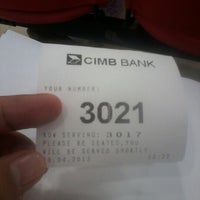 CIMB BANK
YOUR NUMBER:
3021
NOW SERVING: 3017
PLEASE BE SEATED, YOU
WILL BE SERVED SHORTLY